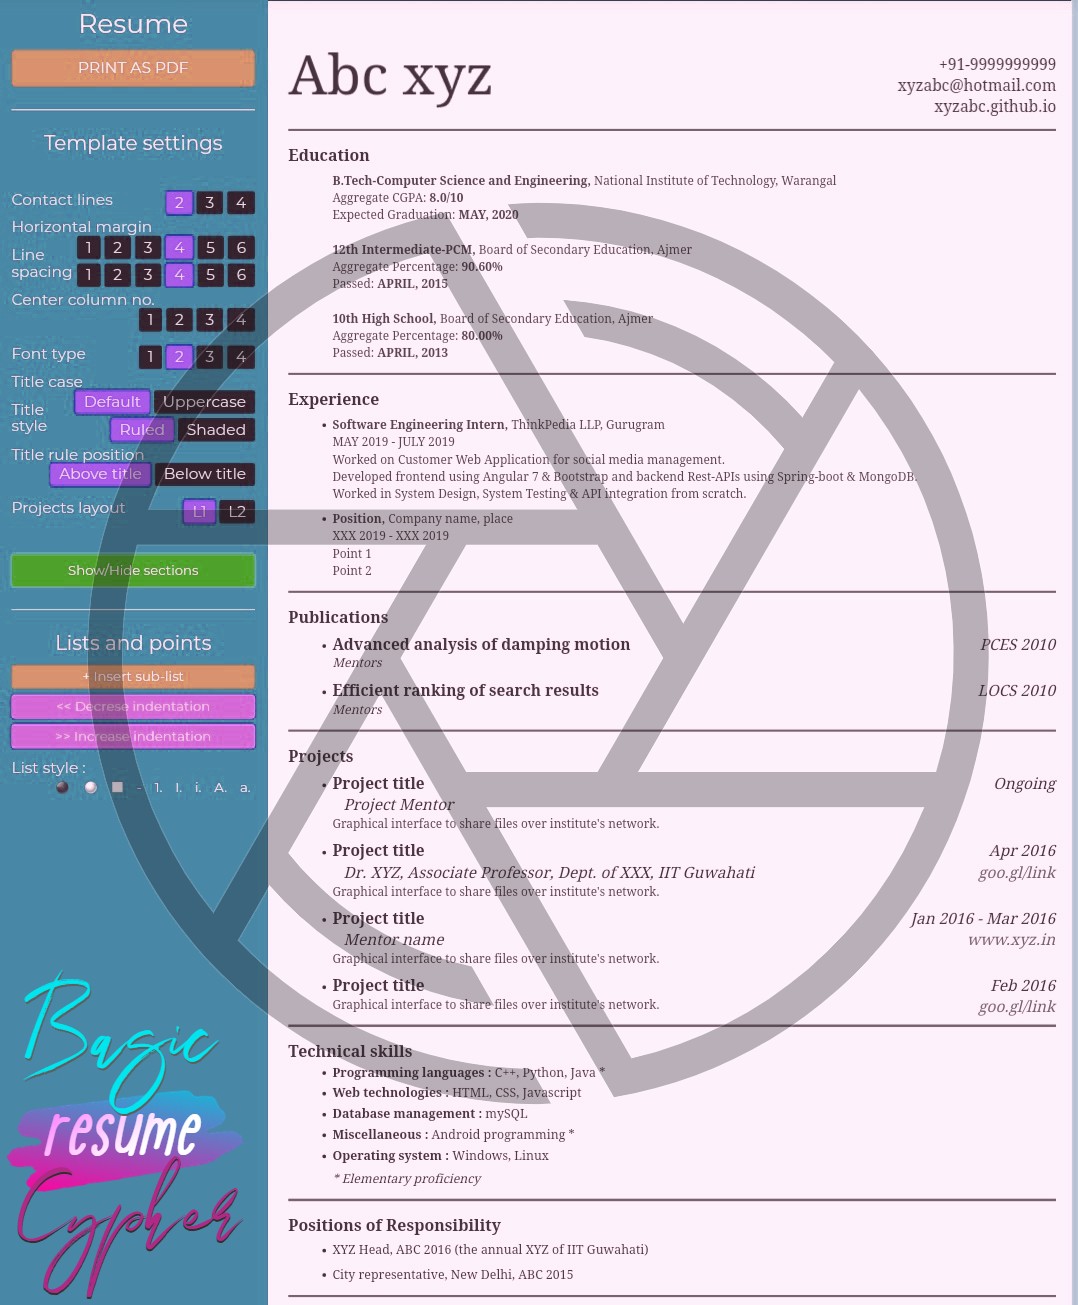 Resume
PRINT AS PDF
Template settings
Contact lines 2 3 4
Horizontal margin
1 2 3 4 5 6
Line spacing 1 2 3 4 5 6
Center column no.
1 2 3 4
Font type 1 2 3 4
Title case
Default Uppercase
Title style Ruled Shaded
Title rule position
Above title Below title
Projects layout L1 L2
Show/Hide sections
Lists and points
+ Insert sub-list
<< Decrese indentation
>> Increase indentation
List style :
- 1. I. i. A. a.
Basic
resume
Cypher
Abc xyz
+91-9999999999
xyzabc@hotmail.com
xyzabc.github.io
Education
B.Tech-Computer Science and Engineering, National Institute of Technology, Warangal
Aggregate CGPA: 8.0/10
Expected Graduation: MAY, 2020
12th Intermediate-PCM, Board of Secondary Education, Ajmer
Aggregate Percentage: 90.60%
Passed: APRIL, 2015
10th High School, Board of Secondary Education, Ajmer
Aggregate Percentage: 80.00%
Passed: APRIL, 2013
Experience
• Software Engineering Intern, ThinkPedia LLP, Gurugram
MAY 2019 - JULY 2019
Worked on Customer Web Application for social media management.
Developed frontend using Angular 7 & Bootstrap and backend Rest-APIs using Spring-boot & MongoDB.
Worked in System Design, System Testing & API integration from scratch.
• Position, Company name, place
XXX 2019 - XXX 2019
Point 1
Point 2
Publications
• Advanced analysis of damping motion PCES 2010
Mentors
• Efficient ranking of search results LOCS 2010
Mentors
Projects
• Project title Ongoing
Project Mentor
Graphical interface to share files over institute's network.
• Project title Apr 2016
Dr. XYZ, Associate Professor, Dept. of XXX, IIT Guwahati goo.gl/link
Graphical interface to share files over institute's network.
• Project title Jan 2016 - Mar 2016
Mentor name www.xyz.in
Graphical interface to share files over institute's network.
• Project title Feb 2016
Graphical interface to share files over institute's network. goo.gl/link
Technical skills
• Programming languages : C++, Python, Java *
• Web technologies : HTML, CSS, Javascript
• Database management : mySQL
• Miscellaneous : Android programming *
• Operating system : Windows, Linux
* Elementary proficiency
Positions of Responsibility
• XYZ Head, ABC 2016 (the annual XYZ of IIT Guwahati)
• City representative, New Delhi, ABC 2015